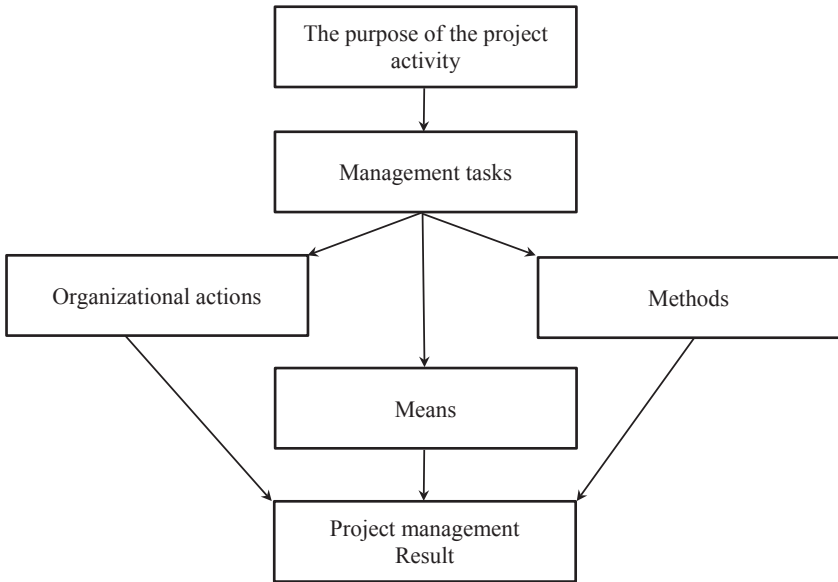 The purpose of the project
activity
Management tasks
Organizational actions
Methods
Means
Project management
Result